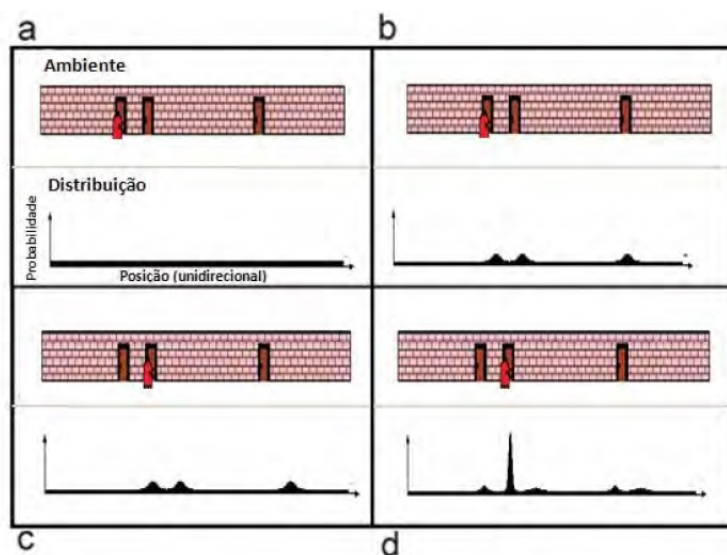 a
b
Ambiente
Distribuição
Probabilidade
Posição (unidirecional)
c
d